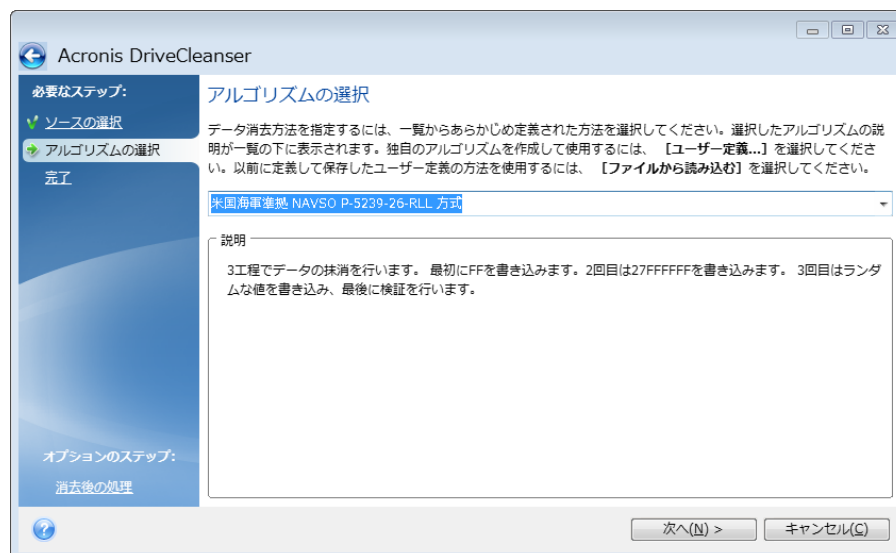 Acronis DriveCleanser
必要なステップ:
ソースの選択
アルゴリズムの選択
完了
オプションのステップ:
消去後の処理
アルゴリズムの選択
データ消去方法を指定するには、一覧からあらかじめ定義された方法を選択してください。選択したアルゴリズムの説
明が一覧の下に表示されます。独自のアルゴリズムを作成して使用するには、 [ユーザー定義...] を選択してくださ
い。以前に定義して保存したユーザー定義の方法を使用するには、 [ファイルから読み込む] を選択してください。
米国海軍準拠 NAVSO P-5239-26-RLL 方式
説明
3工程でデータの抹消を行います。 最初にFFを書き込みます。2回目は27FFFFFFを書き込みます。 3回目はランダ
ムな値を書き込み、最後に検証を行います。
次へ(N) >
キャンセル(C)